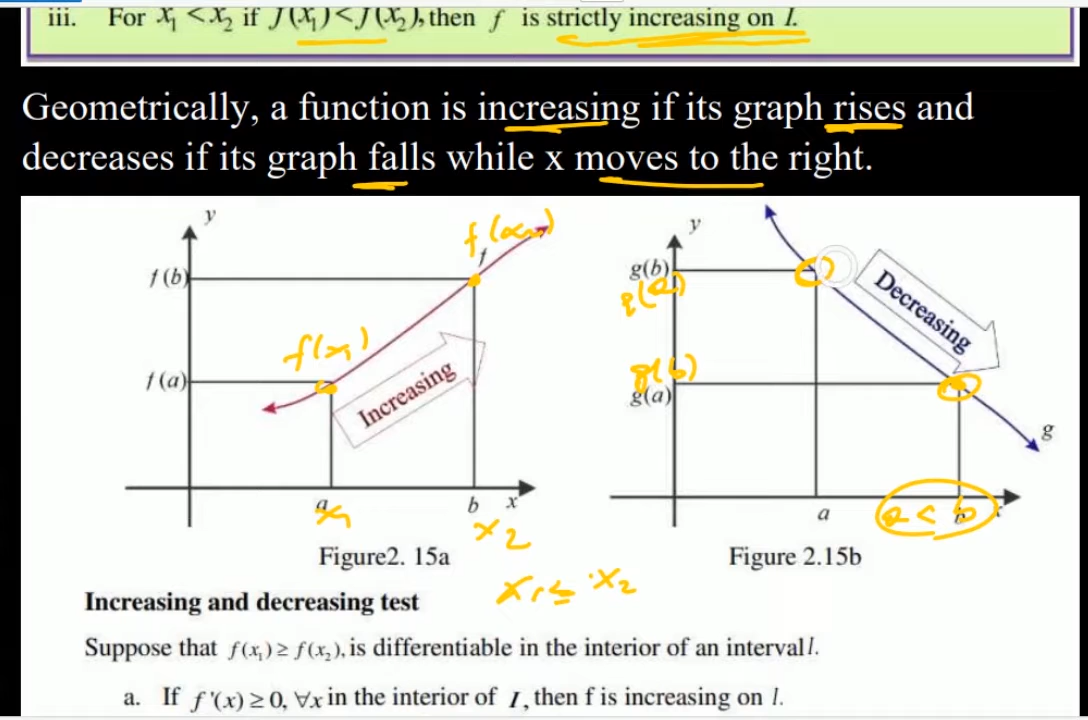 iii. For x₁ < x₂ if f(x₁) < f(x₂), then f is strictly increasing on I.
Geometrically, a function is increasing if its graph rises and
decreases if its graph falls while x moves to the right.
y
f(x₂)
f
f(b)
f(x₁)
f(a)
Increasing
a
b
x
x₁
x₂
Figure2. 15a
x₁ ≤ x₂
y
g(b)
g(a)
g(b)
g(a)
Decreasing
g
a
a < b
Figure 2.15b
Increasing and decreasing test
Suppose that f(x₁) ≥ f(x₂), is differentiable in the interior of an interval I.
a. If f '(x) ≥ 0, ∀x in the interior of I, then f is increasing on I.